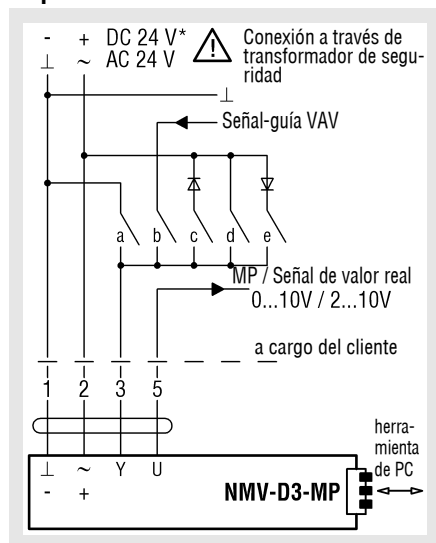 - + DC 24 V* Conexión a través de
⊥ ~ AC 24 V transformador de segu-
ridad
⊥
Señal-guía VAV
a b c d e
MP / Señal de valor real
0...10V / 2...10V
a cargo del cliente
1 2 3 5
herra-
mienta
de PC
⊥ ~ Y U
- + NMV-D3-MP